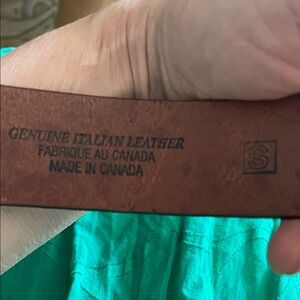 GENUINE ITALIAN LEATHER
FABRIQUE AU CANADA
MADE IN CANADA
S